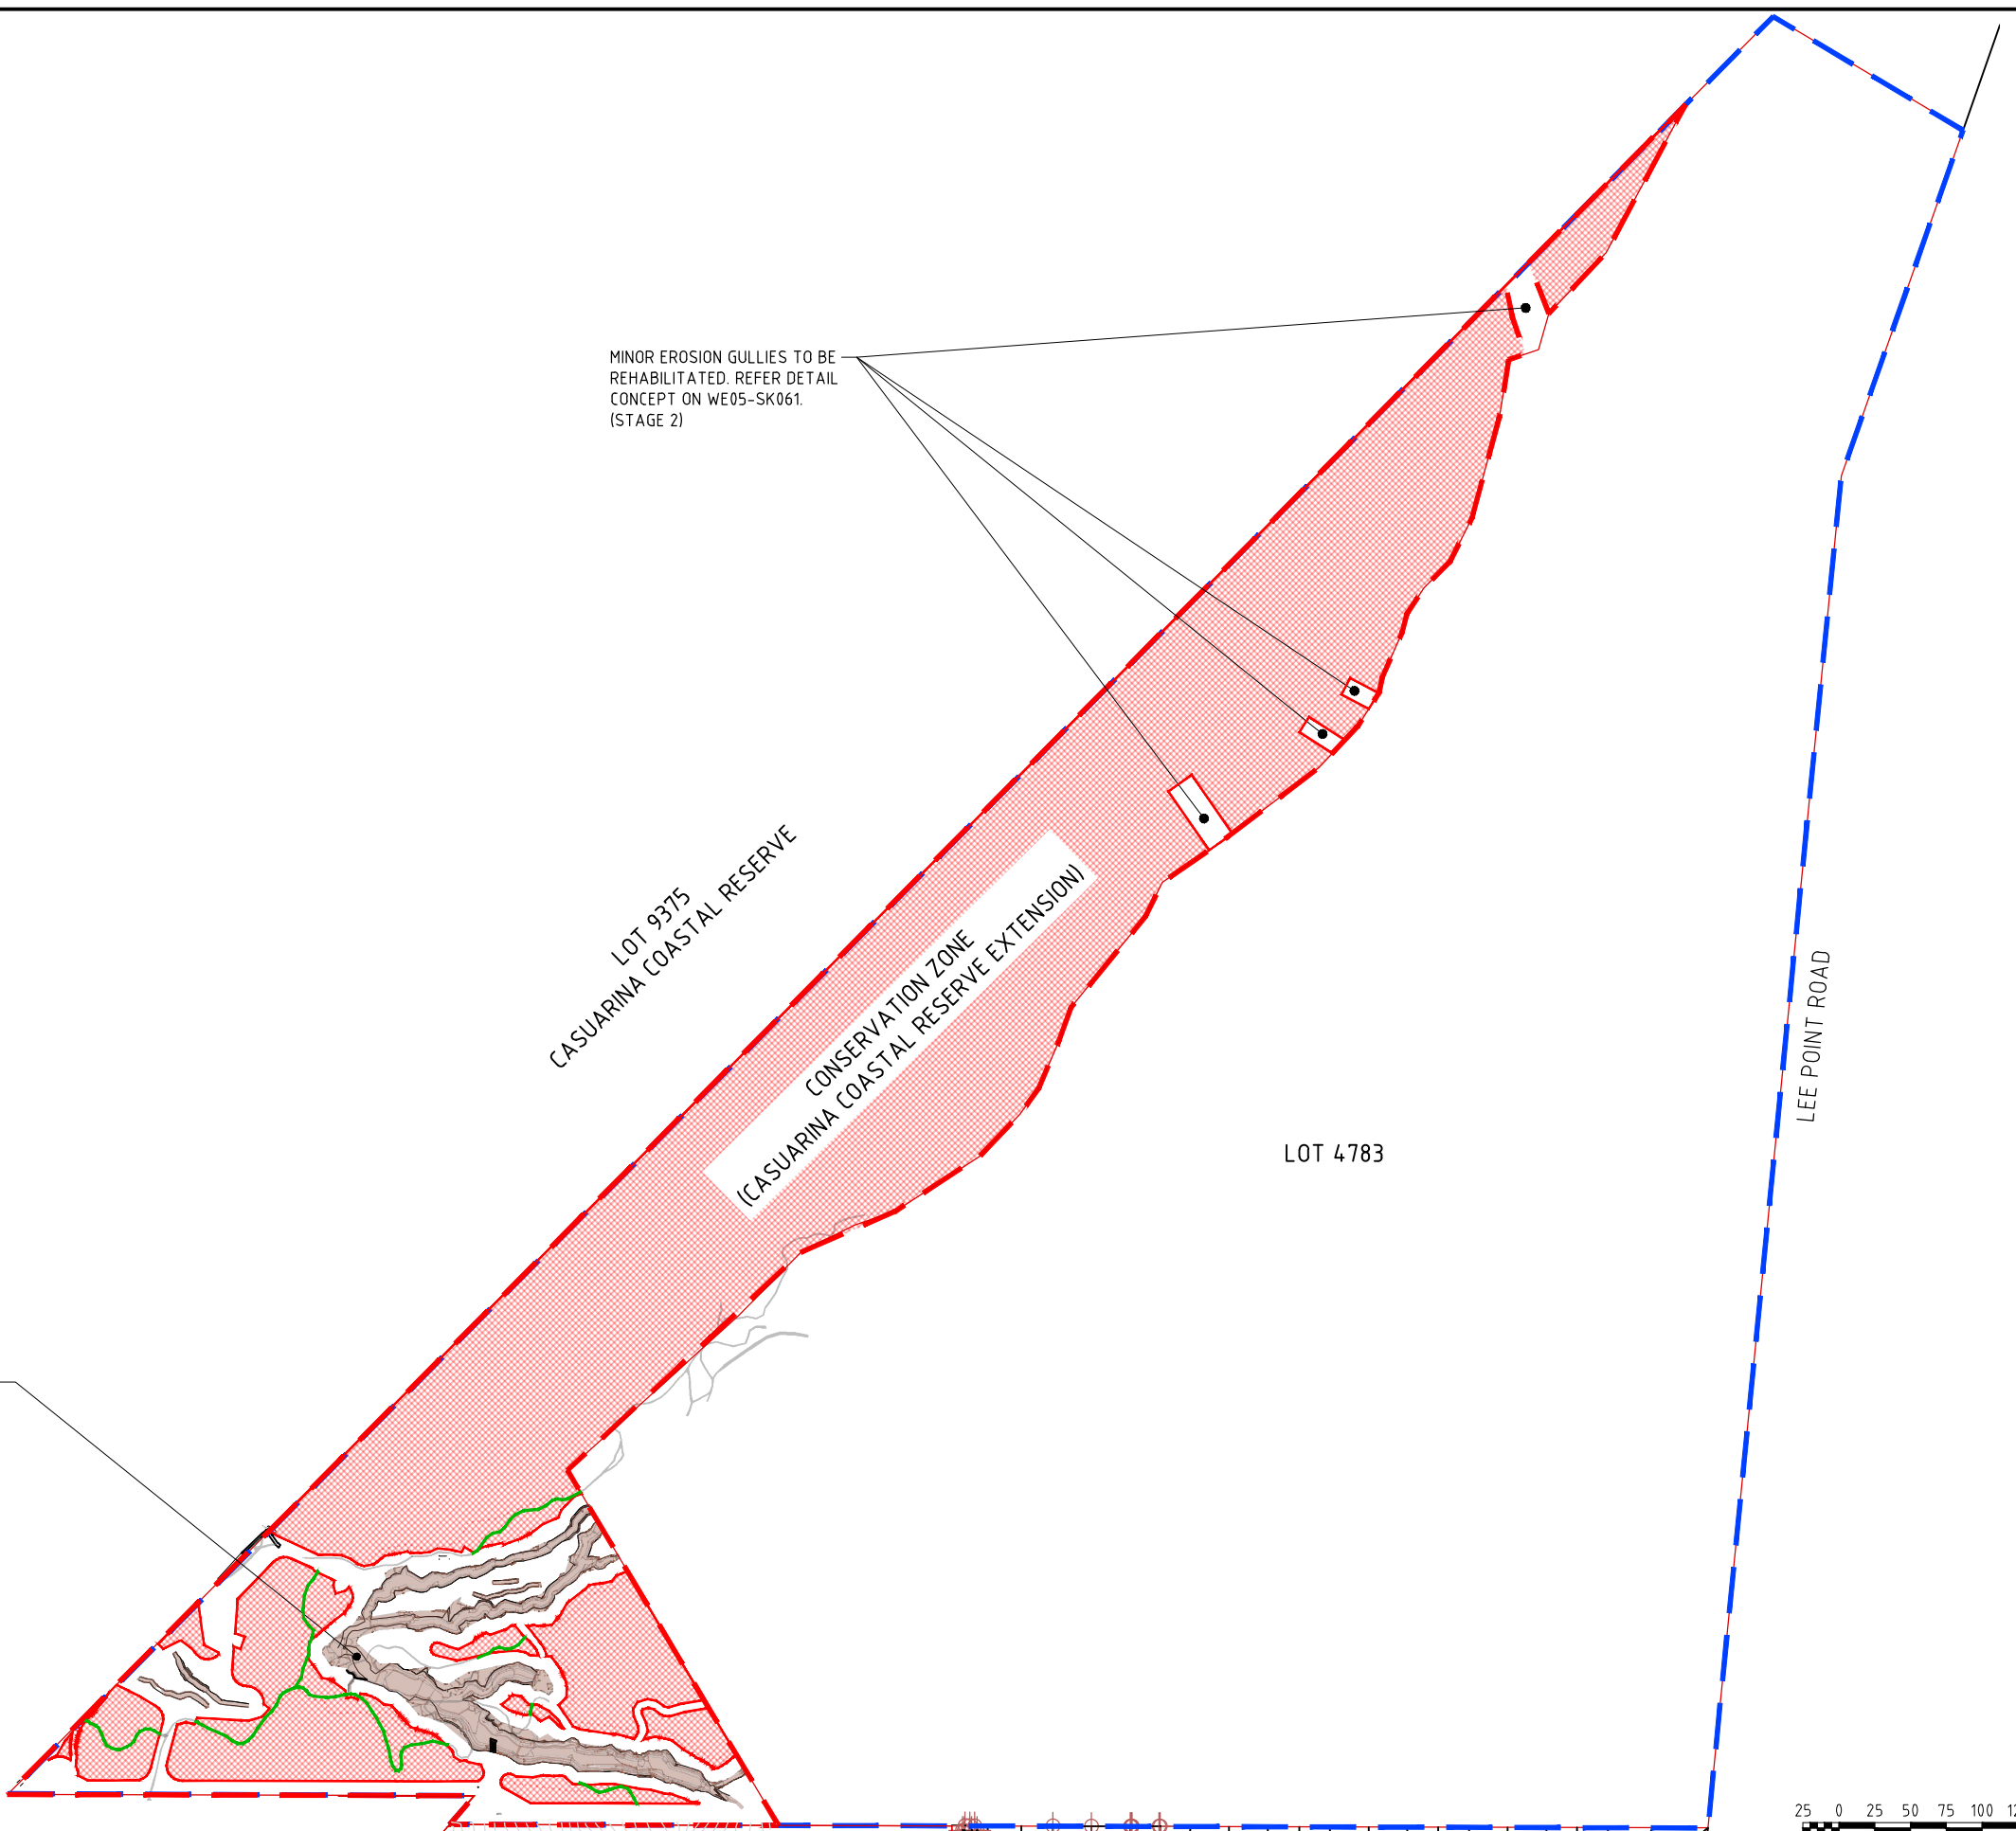 MINOR EROSION GULLIES TO BE
REHABILITATED. REFER DETAIL
CONCEPT ON WE05-SK061.
(STAGE 2)
LOT 9375
CASUARINA COASTAL RESERVE
CONSERVATION ZONE
(CASUARINA COASTAL RESERVE EXTENSION)
LEE POINT ROAD
LOT 4783
25 0 25 50 75 100